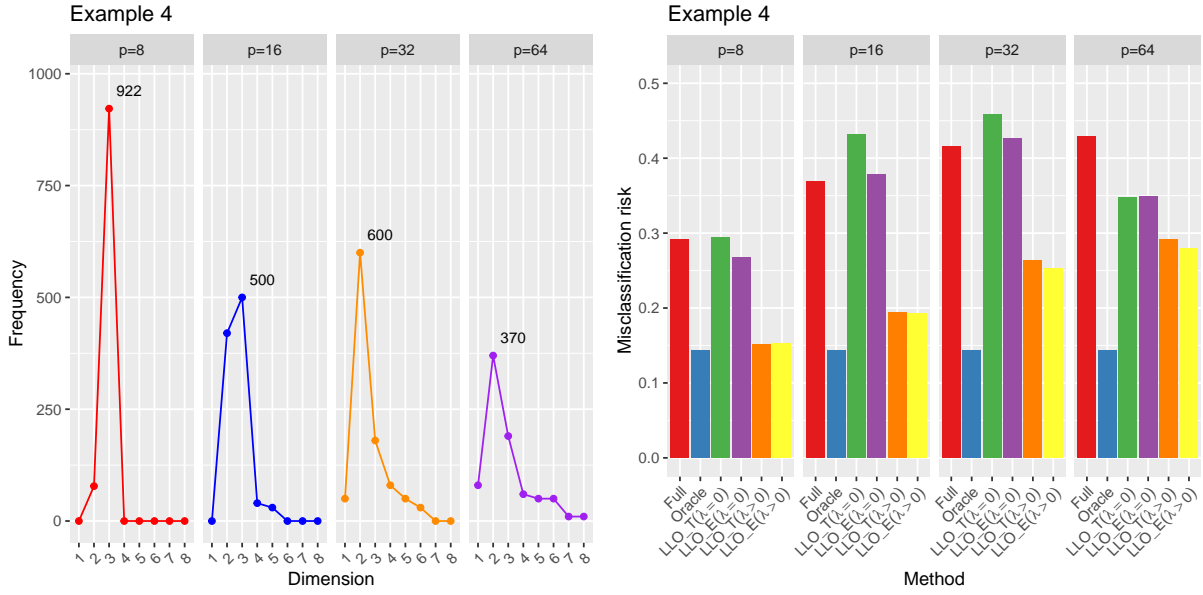 Example 4
p=8
p=16
p=32
p=64
1000
750
500
250
0
Frequency
922
500
600
370
1 2 3 4 5 6 7 8
1 2 3 4 5 6 7 8
1 2 3 4 5 6 7 8
1 2 3 4 5 6 7 8
Dimension
Example 4
p=8
p=16
p=32
p=64
0.5
0.4
0.3
0.2
0.1
0.0
Misclassification risk
Full
Oracle
LLO_T(λ=0)
LLO_E(λ=0)
LLO_T(λ>0)
LLO_E(λ>0)
Full
Oracle
LLO_T(λ=0)
LLO_E(λ=0)
LLO_T(λ>0)
LLO_E(λ>0)
Full
Oracle
LLO_T(λ=0)
LLO_E(λ=0)
LLO_T(λ>0)
LLO_E(λ>0)
Full
Oracle
LLO_T(λ=0)
LLO_E(λ=0)
LLO_T(λ>0)
LLO_E(λ>0)
Method